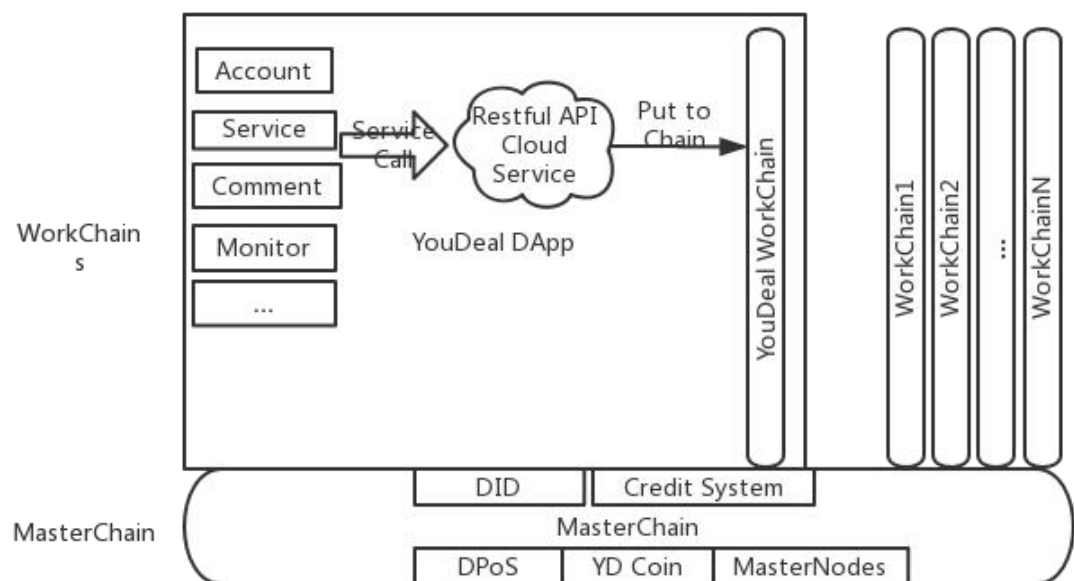 Account
Service
Comment
Monitor
...
Service
Call
Restful API
Cloud
Service
Put to
Chain
YouDeal DApp
YouDeal WorkChain
WorkChain1
WorkChain2
...
WorkChainN
WorkChain
s
DID
Credit System
MasterChain
MasterChain
DPoS
YD Coin
MasterNodes